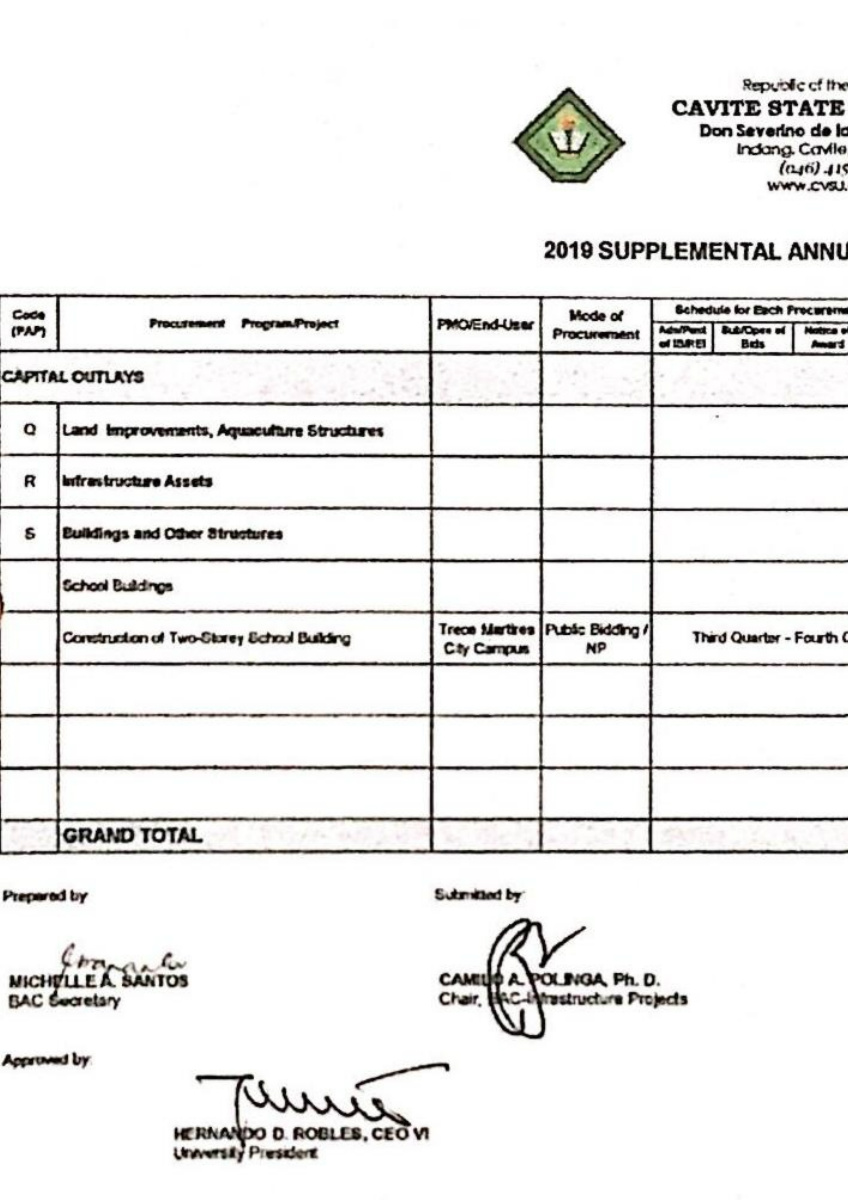 Republic of the
CAVITE STATE
Don Severino de
Indang, Cavite
(046) 415
www.cvsu.
2019 SUPPLEMENTAL ANNU
Code (PAP)
Procurement Program/Project
PMO/End-User
Mode of Procurement
Schedule for Each Procureme
Ads/Post of IB/REI
Sub/Open of Bids
Notice of Award
CAPITAL OUTLAYS
Q Land Improvements, Aquaculture Structures
R Infrastructure Assets
S Buildings and Other Structures
School Buildings
Construction of Two-Storey School Building
Trece Martires City Campus
Public Bidding / NP
Third Quarter - Fourth
GRAND TOTAL
Prepared by
Submitted by:
MICHELLE A. SANTOS
CAMILO A. POLINGA, Ph. D.
BAC Secretary
Chair, BAC-Infrastructure Projects
Approved by:
HERNANDO D. ROBLES, CEO VI
University President